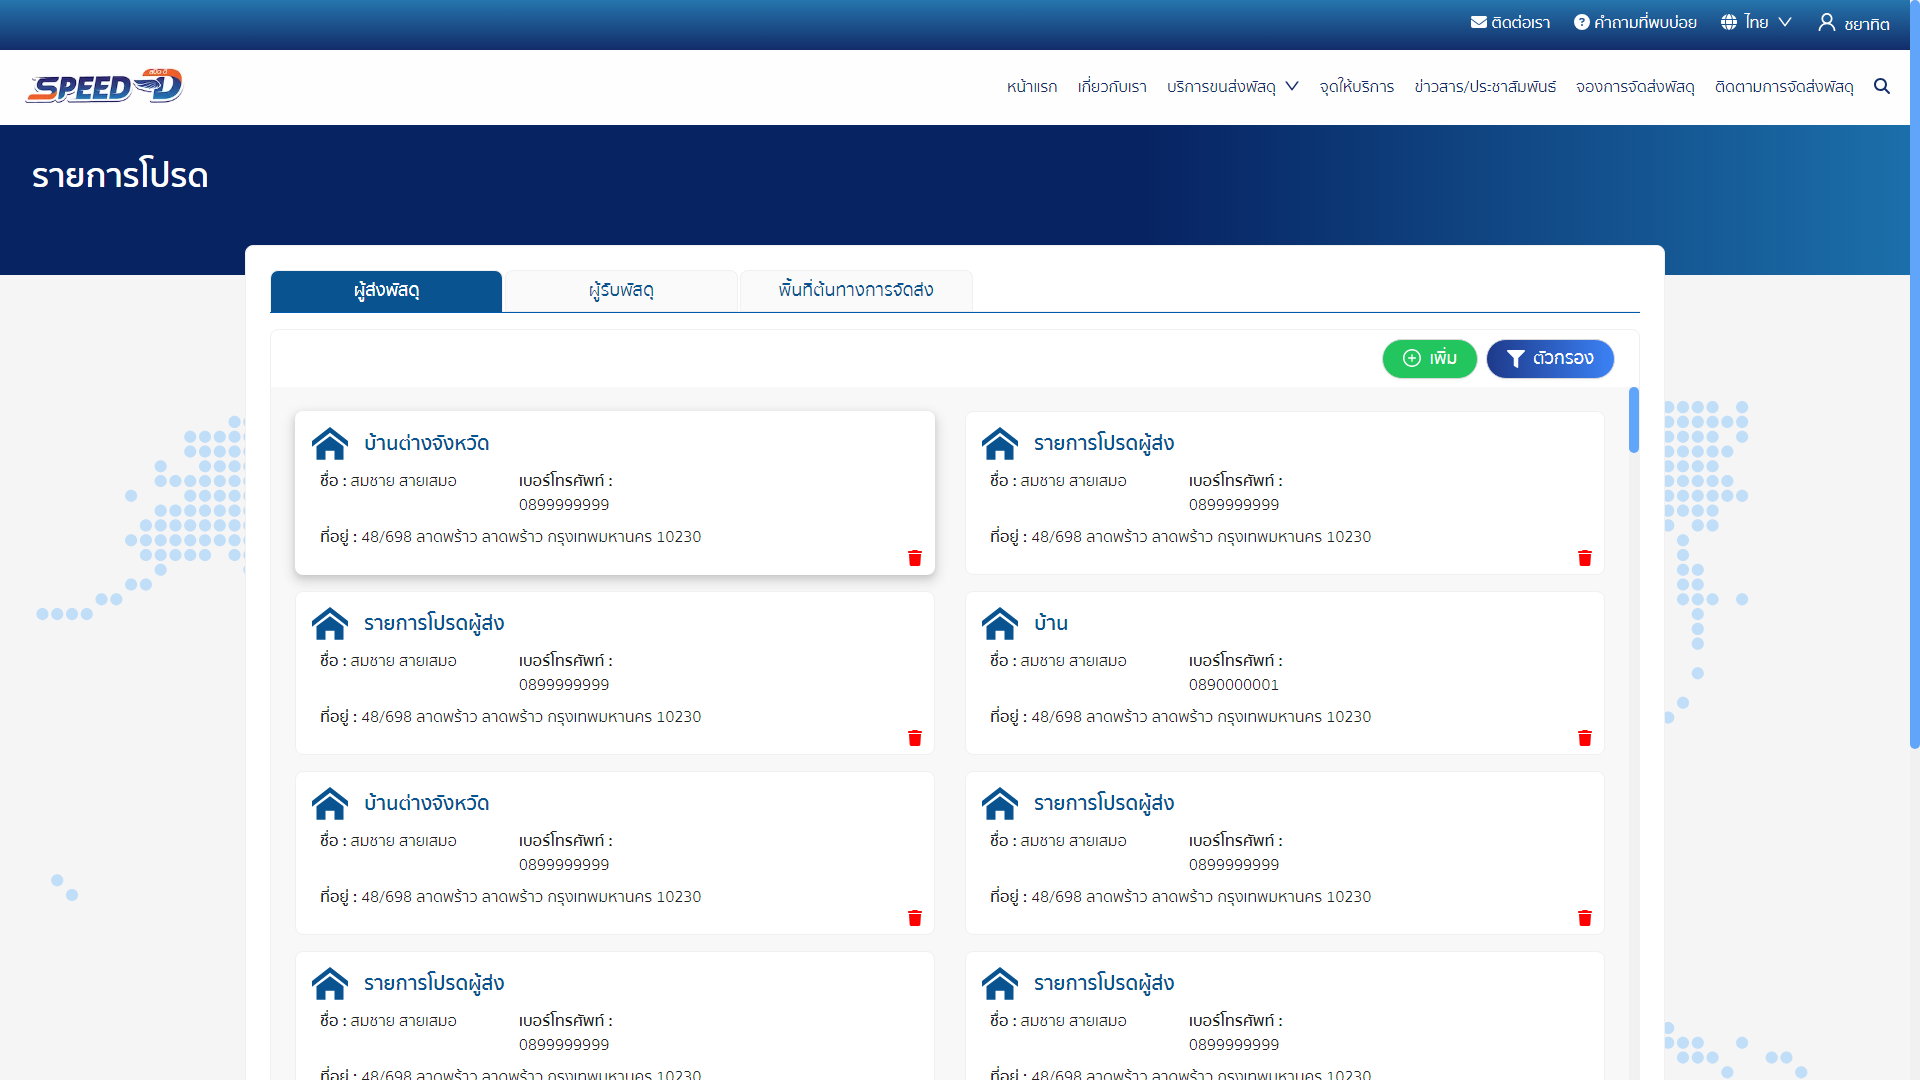 ติดต่อเรา คำถามที่พบบ่อย ไทย ชยาทิต
SPEED-D สปีด-ดี
หน้าแรก เกี่ยวกับเรา บริการขนส่งพัสดุ จุดให้บริการ ข่าวสาร/ประชาสัมพันธ์ จองการจัดส่งพัสดุ ติดตามการจัดส่งพัสดุ
รายการโปรด
ผู้ส่งพัสดุ ผู้รับพัสดุ พื้นที่ต้นทางการจัดส่ง
เพิ่ม ตัวกรอง
บ้านต่างจังหวัด
ชื่อ : สมชาย สายเสมอ เบอร์โทรศัพท์ :
0899999999
ที่อยู่ : 48/698 ลาดพร้าว ลาดพร้าว กรุงเทพมหานคร 10230
รายการโปรดผู้ส่ง
ชื่อ : สมชาย สายเสมอ เบอร์โทรศัพท์ :
0899999999
ที่อยู่ : 48/698 ลาดพร้าว ลาดพร้าว กรุงเทพมหานคร 10230
รายการโปรดผู้ส่ง
ชื่อ : สมชาย สายเสมอ เบอร์โทรศัพท์ :
0899999999
ที่อยู่ : 48/698 ลาดพร้าว ลาดพร้าว กรุงเทพมหานคร 10230
บ้าน
ชื่อ : สมชาย สายเสมอ เบอร์โทรศัพท์ :
0890000001
ที่อยู่ : 48/698 ลาดพร้าว ลาดพร้าว กรุงเทพมหานคร 10230
บ้านต่างจังหวัด
ชื่อ : สมชาย สายเสมอ เบอร์โทรศัพท์ :
0899999999
ที่อยู่ : 48/698 ลาดพร้าว ลาดพร้าว กรุงเทพมหานคร 10230
รายการโปรดผู้ส่ง
ชื่อ : สมชาย สายเสมอ เบอร์โทรศัพท์ :
0899999999
ที่อยู่ : 48/698 ลาดพร้าว ลาดพร้าว กรุงเทพมหานคร 10230
รายการโปรดผู้ส่ง
ชื่อ : สมชาย สายเสมอ เบอร์โทรศัพท์ :
0899999999
ที่อยู่ : 48/698 ลาดพร้าว ลาดพร้าว กรุงเทพมหานคร 10230
รายการโปรดผู้ส่ง
ชื่อ : สมชาย สายเสมอ เบอร์โทรศัพท์ :
0899999999
ที่อยู่ : 48/698 ลาดพร้าว ลาดพร้าว กรุงเทพมหานคร 10230